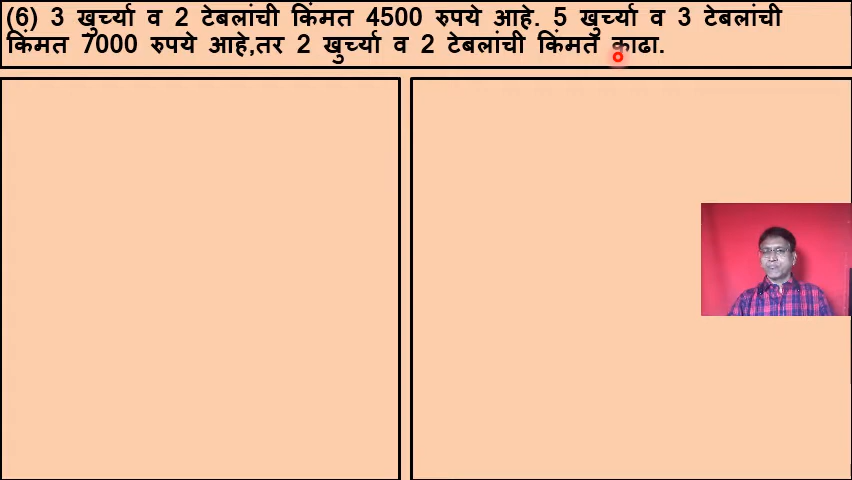 (6) 3 खुर्च्या व 2 टेबलांची किंमत 4500 रुपये आहे. 5 खुर्च्या व 3 टेबलांची
किंमत 7000 रुपये आहे,तर 2 खुर्च्या व 2 टेबलांची किंमत काढा.